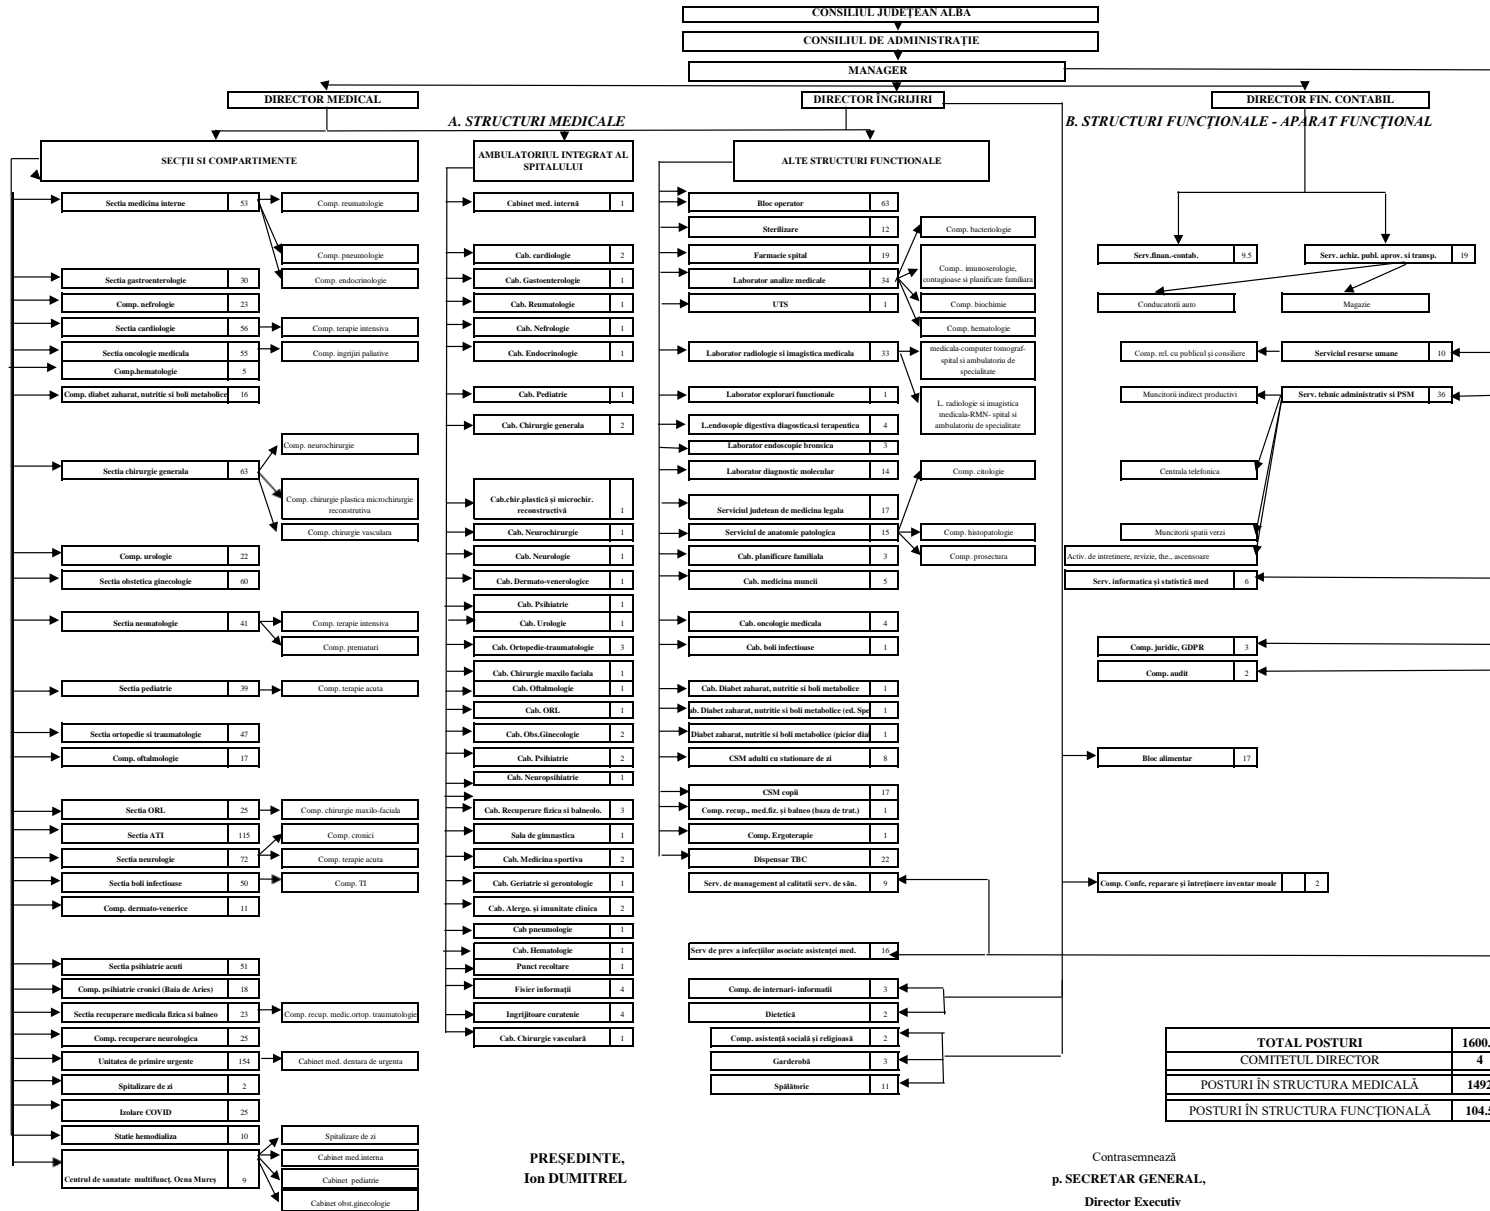 CONSILIUL JUDEȚEAN ALBA
CONSILIUL DE ADMINISTRAȚIE
MANAGER
DIRECTOR MEDICAL
DIRECTOR ÎNGRIJIRI
DIRECTOR FIN. CONTABIL
A. STRUCTURI MEDICALE
B. STRUCTURI FUNCȚIONALE - APARAT FUNCȚIONAL
SECȚII SI COMPARTIMENTE
Sectia medicina interne 53
Comp. reumatologie
Comp. pneumologie
Comp. endocrinologie
Sectia gastroenterologie 30
Comp. nefrologie 23
Sectia cardiologie 56
Comp. terapie intensiva
Sectia oncologie medicala 55
Comp. ingrijiri paliative
Comp.hematologie 5
Comp. diabet zaharat, nutritie si boli metabolice 16
Sectia chirurgie generala 63
Comp. neurochirurgie
Comp. chirurgie plastica microchirurgie
reconstrutiva
Comp. chirurgie vasculara
Comp. urologie 22
Sectia obstetica ginecologie 60
Sectia neonatologie 41
Comp. terapie intensiva
Comp. prematuri
Sectia pediatrie 39
Comp. terapie acuta
Sectia ortopedie si traumatologie 47
Comp. oftalmologie 17
Sectia ORL 25
Comp. chirurgie maxilo-faciala
Sectia ATI 115
Comp. cronici
Sectia neurologie 72
Comp. terapie acuta
Sectia boli infectioase 50
Comp. TI
Comp. dermato-venerice 11
Sectia psihiatrie acuti 51
Comp. psihiatrie cronici (Baia de Aries) 18
Sectia recuperare medicala fizica si balneo 23
Comp. recup. medic.ortop. traumatologie
Comp. recuperare neurologica 25
Unitatea de primire urgente 154
Cabinet med. dentara de urgenta
Spitalizare de zi 2
Izolare COVID 25
Statie hemodializa 10
Centrul de sanatate multifuncț. Ocna Mureș 9
Spitalizare de zi
Cabinet med.interna
Cabinet pediatrie
Cabinet obst.ginecologie
AMBULATORIUL INTEGRAT AL
SPITALULUI
Cabinet med. internă 1
Cab. cardiologie 2
Cab. Gastoenterologie 1
Cab. Reumatologie 1
Cab. Nefrologie 1
Cab. Endocrinologie 1
Cab. Pediatrie 1
Cab. Chirurgie generala 2
Cab.chir.plastică și microchir.
reconstructivă 1
Cab. Neurochirurgie 1
Cab. Neurologie 1
Cab. Dermato-venerologice 1
Cab. Psihiatrie 1
Cab. Urologie 1
Cab. Ortopedie-traumatologie 3
Cab. Chirurgie maxilo faciala 1
Cab. Oftalmologie 1
Cab. ORL 1
Cab. Obs.Ginecologie 2
Cab. Psihiatrie 2
Cab. Neuropsihiatrie 1
Cab. Recuperare fizica si balneolo. 3
Sala de gimnastica 1
Cab. Medicina sportiva 2
Cab. Geriatrie si gerontologie 1
Cab. Alergo. și imunitate clinica 2
Cab pneumologie 1
Cab. Hematologie 1
Punct recoltare 1
Fisier informații 4
Ingrijitoare curatenie 4
Cab. Chirurgie vasculară 1
ALTE STRUCTURI FUNCTIONALE
Bloc operator 63
Sterilizare 12
Farmacie spital 19
Laborator analize medicale 34
Comp. bacteriologie
Comp.. imunoserologie,
contagioase si planificare familiara
Comp. biochimie
Comp. hematologie
UTS 1
Laborator radiologie si imagistica medicala 33
medicala-computer tomograf-
spital si ambulatoriu de
specialitate
L. radiologie si imagistica
medicala-RMN- spital si
ambulatoriu de specialitate
Laborator explorari functionale 1
L.endosopie digestiva diagostica.si terapeutica 4
Laborator endoscopie bronsica 3
Laborator diagnostic molecular 14
Serviciul judetean de medicina legala 17
Serviciul de anatomie patologica 15
Comp. citologie
Comp. histopatologie
Comp. prosectura
Cab. planificare familiala 3
Cab. medicina muncii 5
Cab. oncologie medicala 4
Cab. boli infectioase 1
Cab. Diabet zaharat, nutritie si boli metabolice 1
ab. Diabet zaharat, nutritie si boli metabolice (ed. Spe 1
Diabet zaharat, nutritie si boli metabolice (picior dia 1
CSM adulti cu stationare de zi 8
CSM copii 17
Comp. recup., med.fiz. și balneo (baza de trat.) 1
Comp. Ergoterapie 1
Dispensar TBC 22
Serv. de management al calitatii serv. de sân. 9
Serv de prev a infecțiilor asociate asistenței med. 16
Comp. de internari- informatii 3
Dietetică 2
Comp. asistență socială și religioasă 2
Garderobă 3
Spălătorie 11
Serv.finan.-contab. 9.5
Serv. achiz. publ. aprov. si transp. 19
Conducatorii auto
Magazie
Comp. rel. cu publicul și consiliere
Serviciul resurse umane 10
Muncitorii indirect productivi
Serv. tehnic administrativ si PSM 36
Centrala telefonica
Muncitorii spatii verzi
Activ. de intretinere, revizie, the., ascensoare
Serv. informatica și statistică med 6
Comp. juridic, GDPR 3
Comp. audit 2
Bloc alimentar 17
Comp. Confe, reparare și întreținere inventar moale 2
TOTAL POSTURI 1600.
COMITETUL DIRECTOR 4
POSTURI ÎN STRUCTURA MEDICALĂ 1492
POSTURI ÎN STRUCTURA FUNCȚIONALĂ 104.5
PREȘEDINTE,
Ion DUMITREL
Contrasemnează
p. SECRETAR GENERAL,
Director Executiv